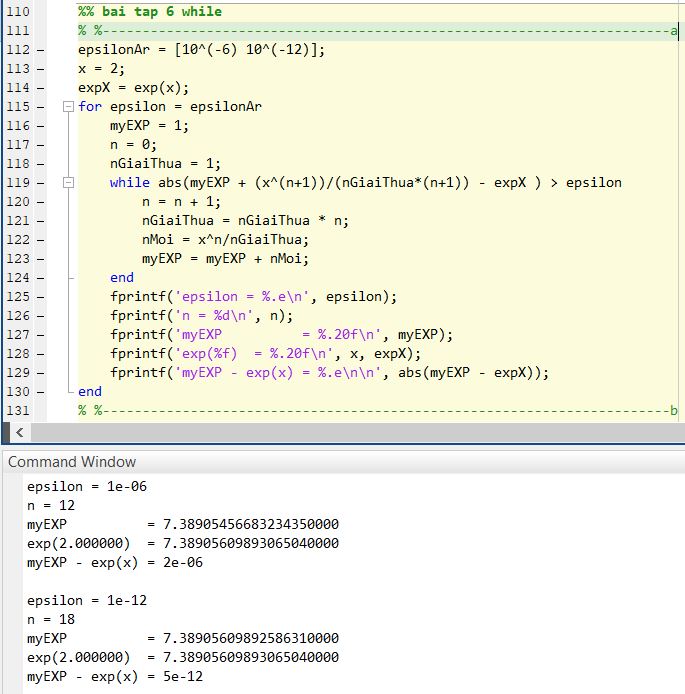 110 %% bai tap 6 while
111 % %-----------------------------------------------------------------------a
112 – epsilonAr = [10^(-6) 10^(-12)];
113 – x = 2;
114 – expX = exp(x);
115 – for epsilon = epsilonAr
116 – myEXP = 1;
117 – n = 0;
118 – nGiaiThua = 1;
119 – while abs(myEXP + (x^(n+1))/(nGiaiThua*(n+1)) - expX ) > epsilon
120 – n = n + 1;
121 – nGiaiThua = nGiaiThua * n;
122 – nMoi = x^n/nGiaiThua;
123 – myEXP = myEXP + nMoi;
124 – end
125 – fprintf('epsilon = %.e\n', epsilon);
126 – fprintf('n = %d\n', n);
127 – fprintf('myEXP          = %.20f\n', myEXP);
128 – fprintf('exp(%f)  = %.20f\n', x, expX);
129 – fprintf('myEXP - exp(x) = %.e\n\n', abs(myEXP - expX));
130 – end
131 % %-----------------------------------------------------------------------b
<
Command Window
epsilon = 1e-06
n = 12
myEXP          = 7.38905456683234350000
exp(2.000000)  = 7.38905609893065040000
myEXP - exp(x) = 2e-06
epsilon = 1e-12
n = 18
myEXP          = 7.38905609892586310000
exp(2.000000)  = 7.38905609893065040000
myEXP - exp(x) = 5e-12